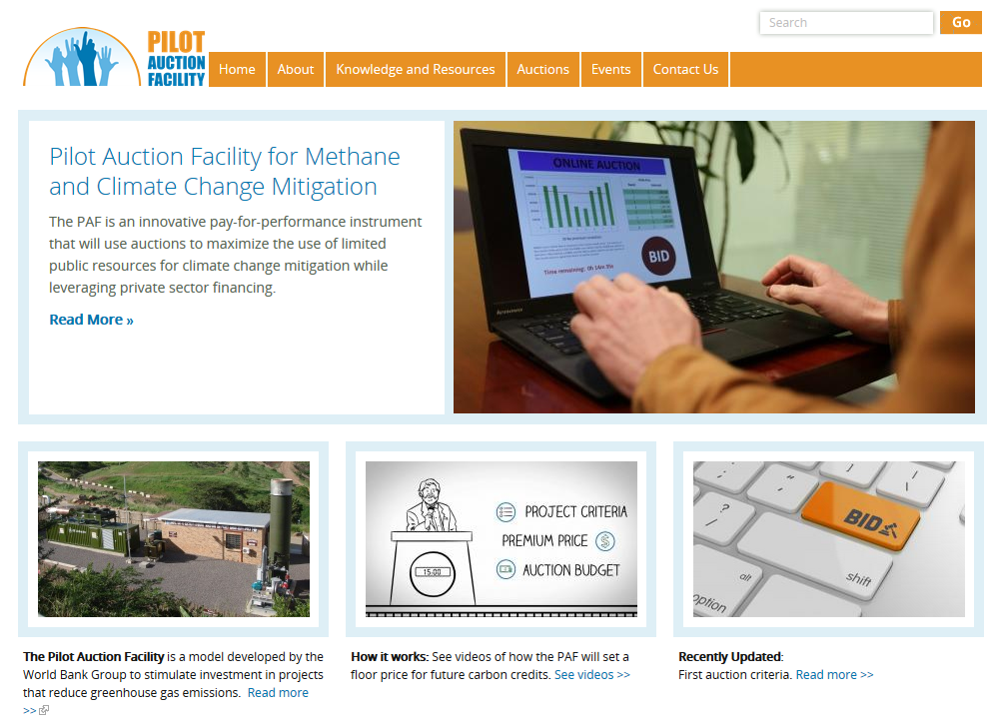 Search
Go
PILOT
AUCTION
FACILITY
Home
About
Knowledge and Resources
Auctions
Events
Contact Us
Pilot Auction Facility for Methane
and Climate Change Mitigation
The PAF is an innovative pay-for-performance instrument
that will use auctions to maximize the use of limited
public resources for climate change mitigation while
leveraging private sector financing.
Read More »
ONLINE AUCTION
BID
Time remaining: 0h 14m 35s
PROJECT CRITERIA
PREMIUM PRICE
AUCTION BUDGET
15:00
BID
alt
shift
option
The Pilot Auction Facility is a model developed by the
World Bank Group to stimulate investment in projects
that reduce greenhouse gas emissions. Read more
>>
How it works: See videos of how the PAF will set a
floor price for future carbon credits. See videos >>
Recently Updated:
First auction criteria. Read more >>